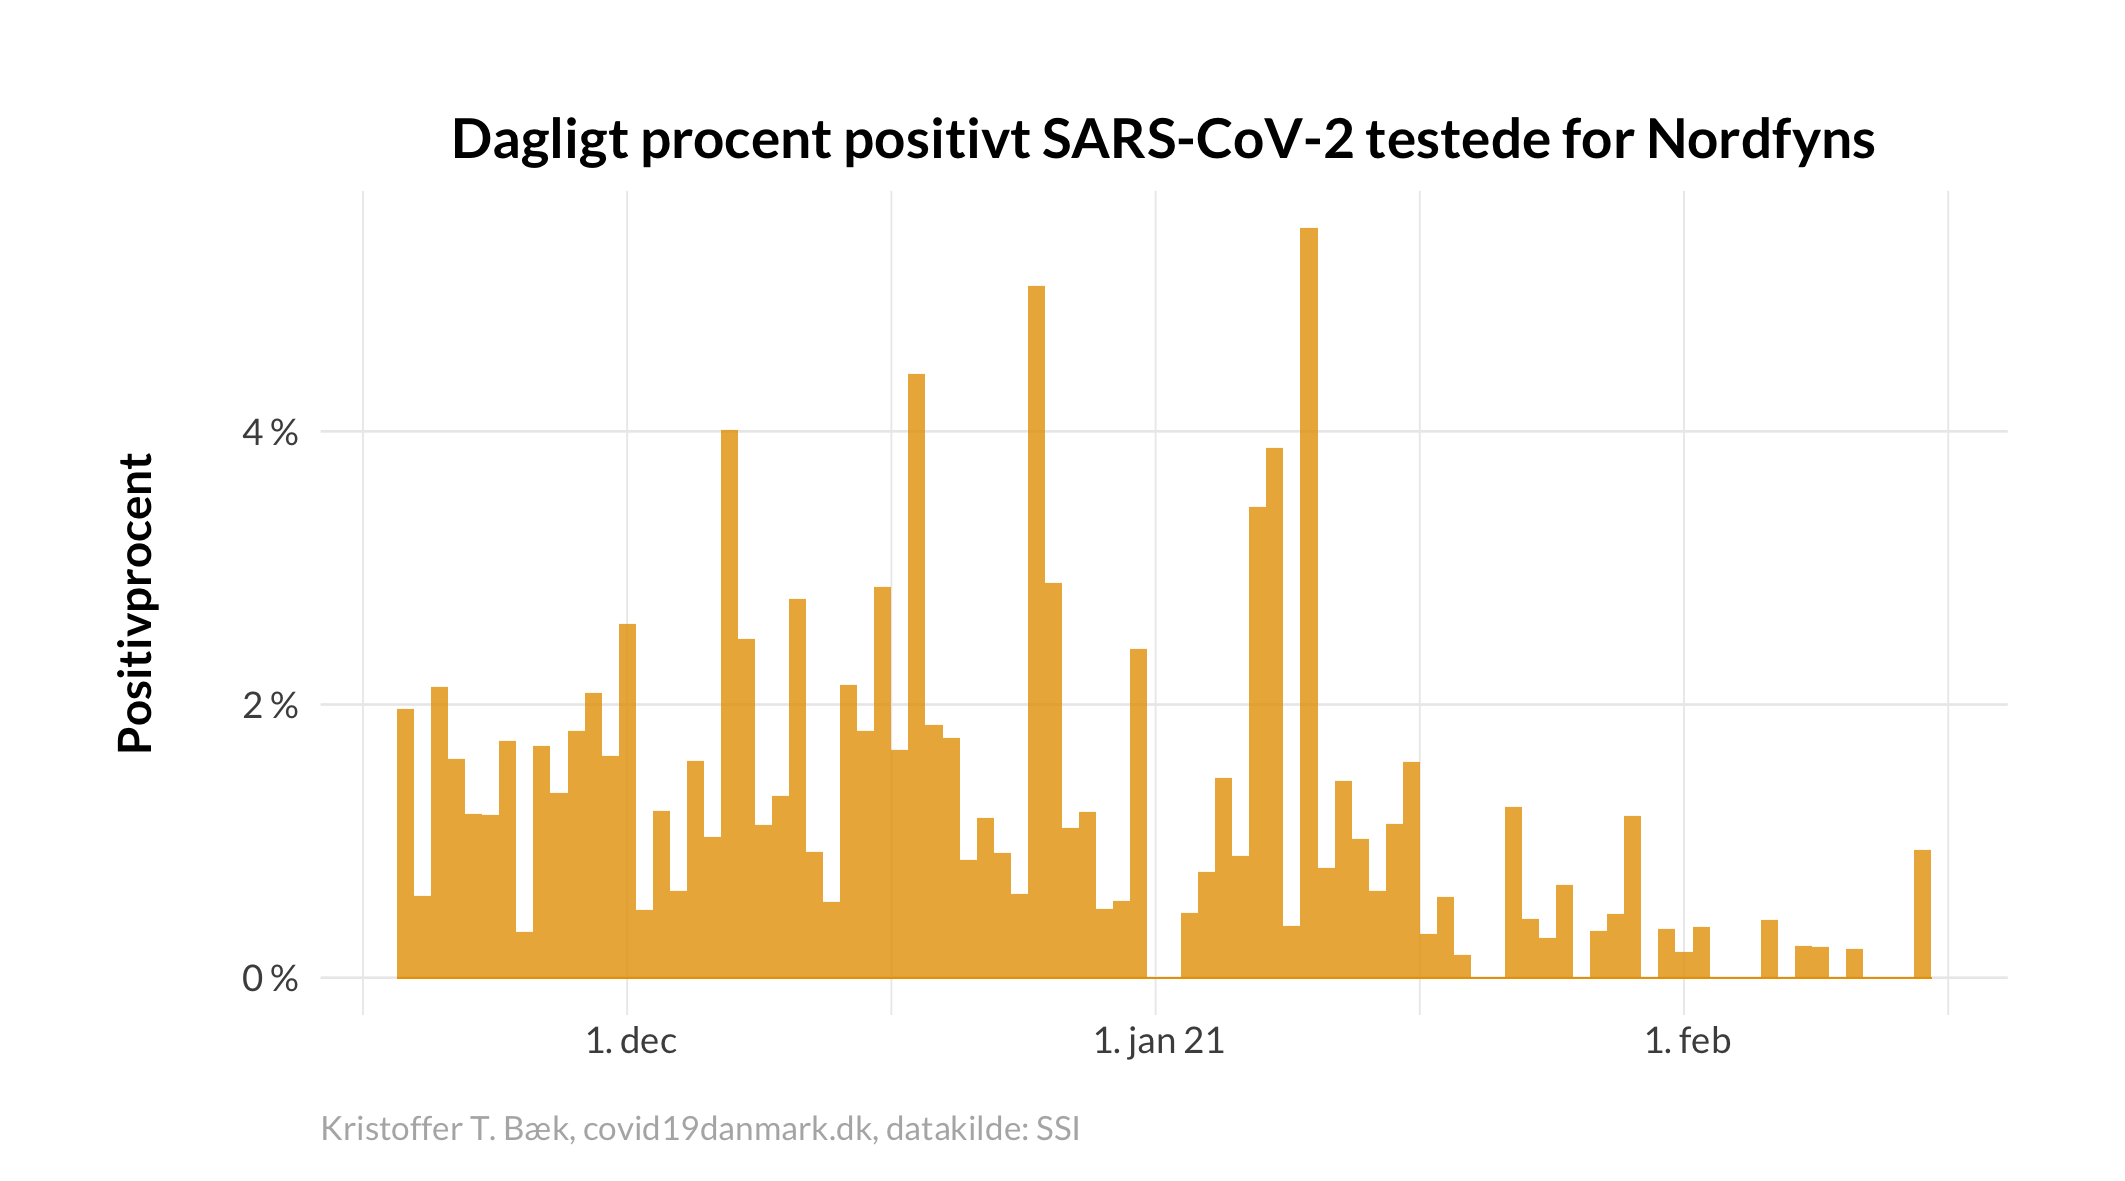 Dagligt procent positivt SARS-CoV-2 testede for Nordfyns
Positivprocent
4 %
2 %
0 %
1. dec
1. jan 21
1. feb
Kristoffer T. Bæk, covid19danmark.dk, datakilde: SSI